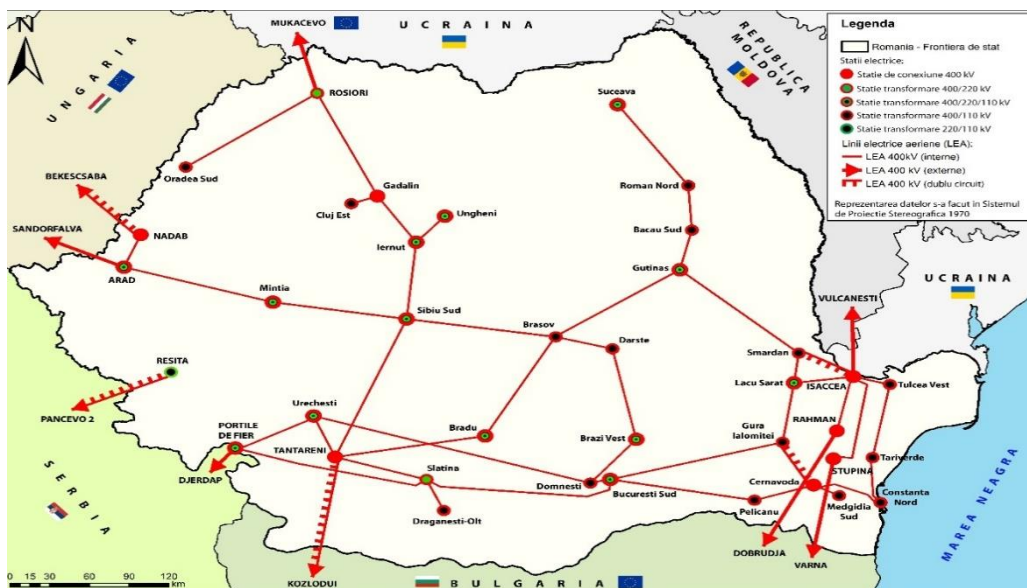 MUKACEVO
UCRAINA
REPUBLICA
MOLDOVA
Legenda
Romania - Frontiera de stat
Statii electrice;
Statie de conexiune 400 kV
Statie transformare 400/220 kV
Statie transformare 400/220/110 kV
Statie transformare 400/110 kV
Statie transformare 220/110 kV
Linii electrice aeriene (LEA);
LEA 400kV (interne)
LEA 400 kV (externe)
LEA 400 kV (dublu circuit)
Reprezentarea datelor s-a facut in Sistemul
de Proiectie Stereografica 1970
N
UNGARIA
ROSIORI
Suceava
Oradea Sud
BEKESCSABA
Gadalin
Cluj Est
Roman Nord
Ungheni
SANDORFALVA
NADAB
Iernut
Bacau Sud
ARAD
Gutinas
UCRAINA
Mintia
VULCANESTI
Sibiu Sud
Brasov
Darste
Smardan
RESITA
Lacu Sarat
ISACCEA
Tulcea Vest
PANCEVO 2
Urechesti
PORTILE
DE FIER
Bradu
Brazi Vest
Gura
Ialomitei
RAHMAN
TANTARENI
STUPINA
Tariverde
DJERDAP
Slatina
Domnesti
Bucuresti Sud
Cernavoda
Constanta
Nord
Draganesti-Olt
Pelicanu
Medgidia
Sud
SERBIA
DOBRUDJA
VARNA
MAREA NEAGRA
KOZLODUI
BULGARIA
0 15 30 60 90 120
km